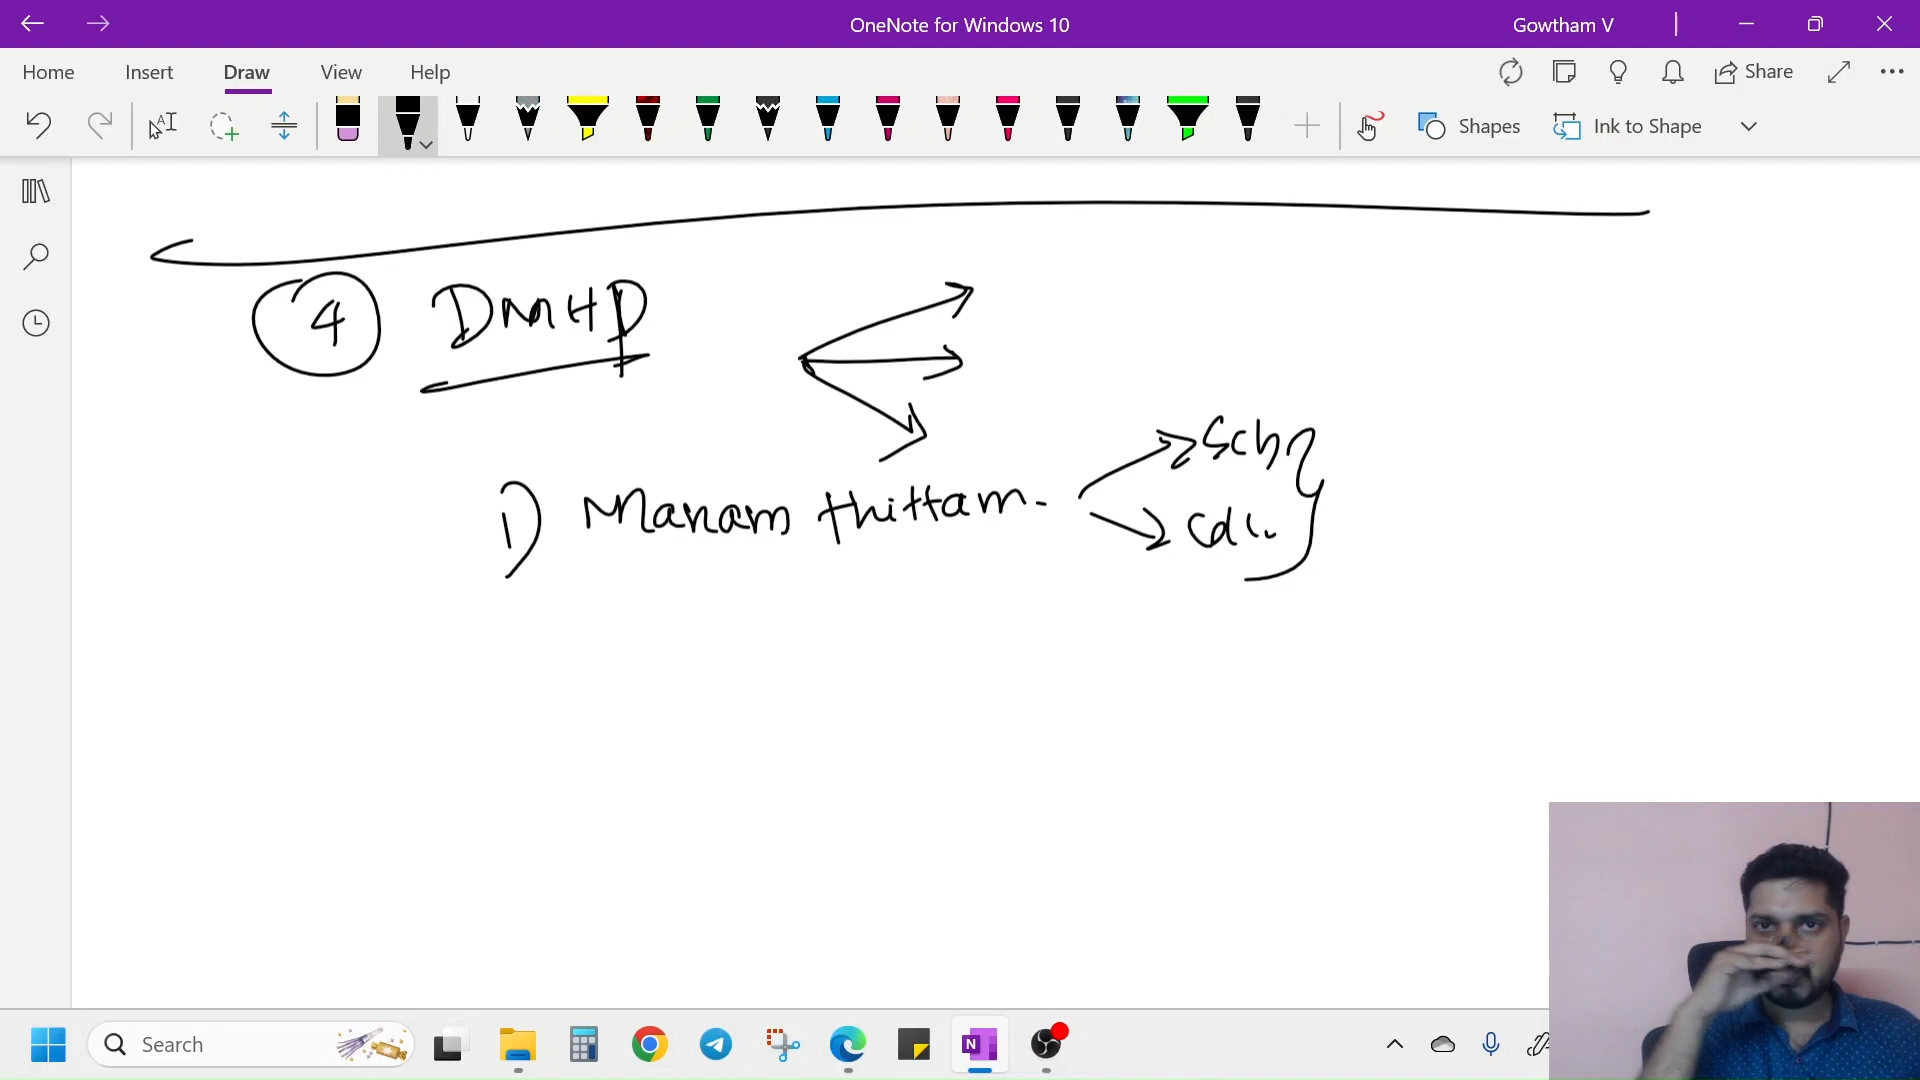 OneNote for Windows 10
Gowtham V
Home Insert Draw View Help
Share
Shapes
Ink to Shape
4 DMHP
1) Manam thittam.
Sch
Search